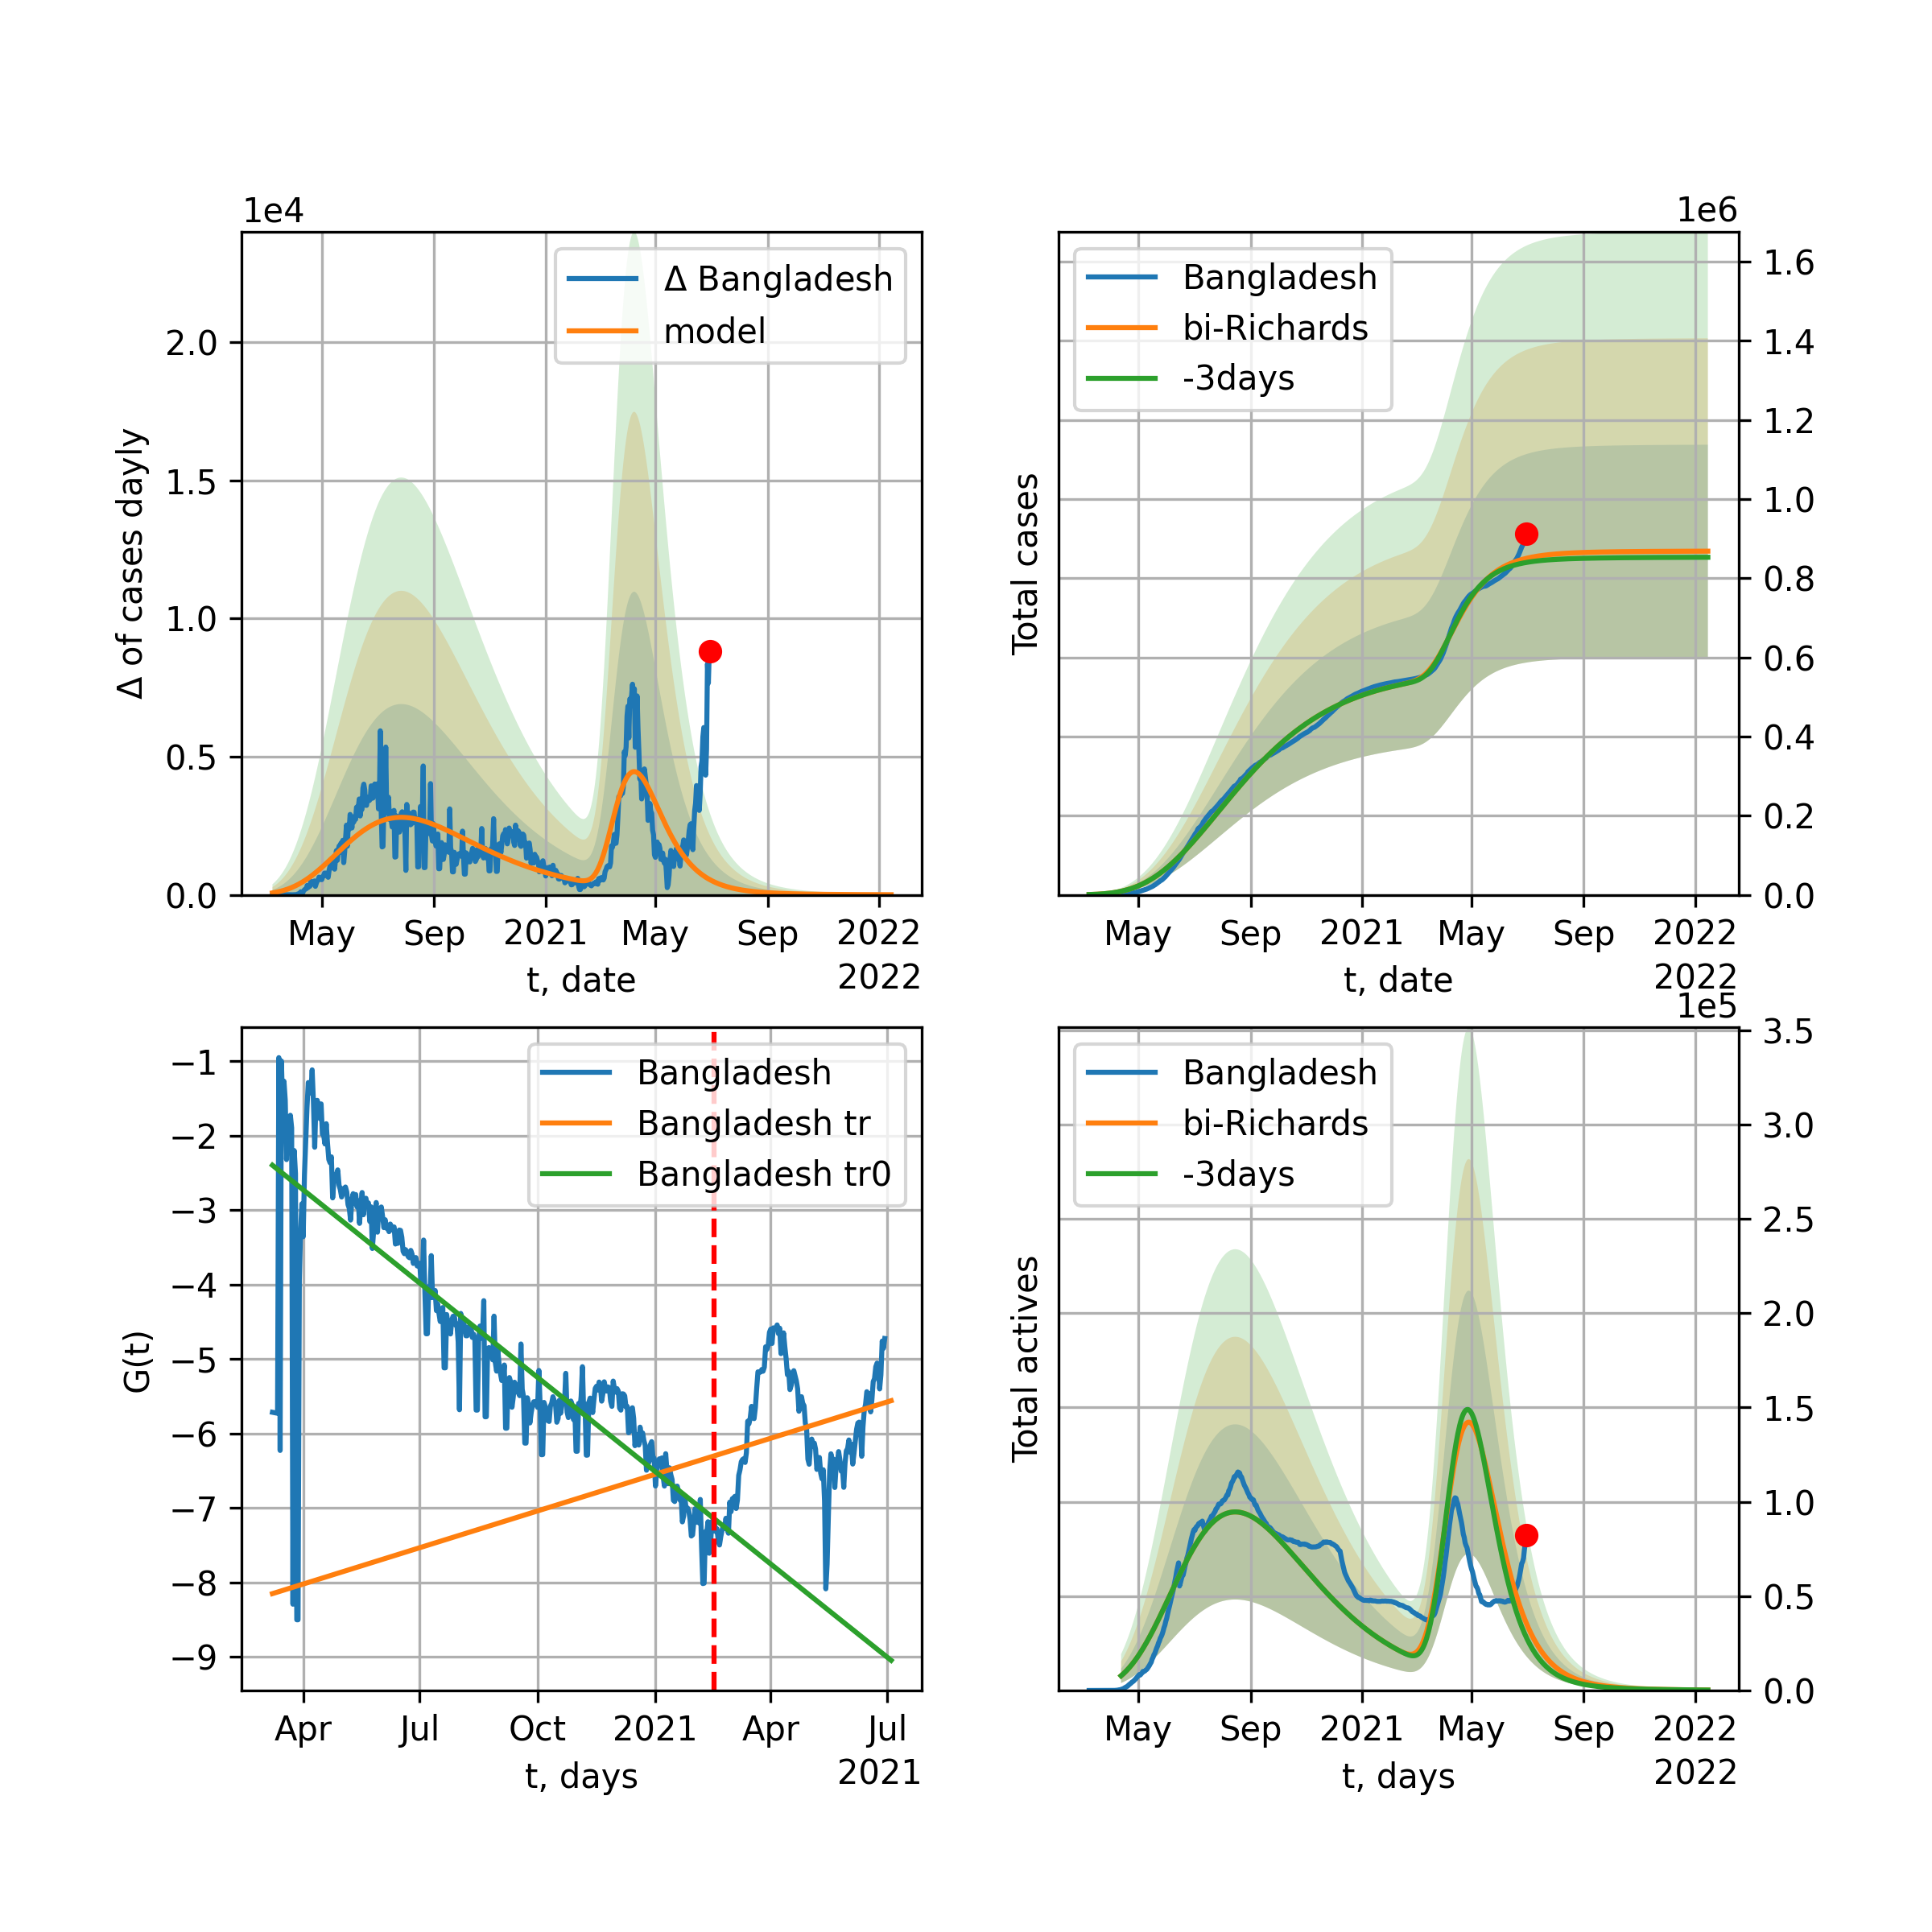 1e4
Δ Bangladesh
model
Δ of cases dayly
2.0
1.5
1.0
0.5
0.0
May Sep 2021 May Sep 2022
t, date
2022
1e6
Bangladesh
bi-Richards
-3days
Total cases
1.6
1.4
1.2
1.0
0.8
0.6
0.4
0.2
0.0
May Sep 2021 May Sep 2022
t, date
2022
Bangladesh
Bangladesh tr
Bangladesh tr0
G(t)
−1
−2
−3
−4
−5
−6
−7
−8
−9
Apr Jul Oct 2021 Apr Jul
t, days
2021
1e5
Bangladesh
bi-Richards
-3days
Total actives
3.5
3.0
2.5
2.0
1.5
1.0
0.5
0.0
May Sep 2021 May Sep 2022
t, days
2022